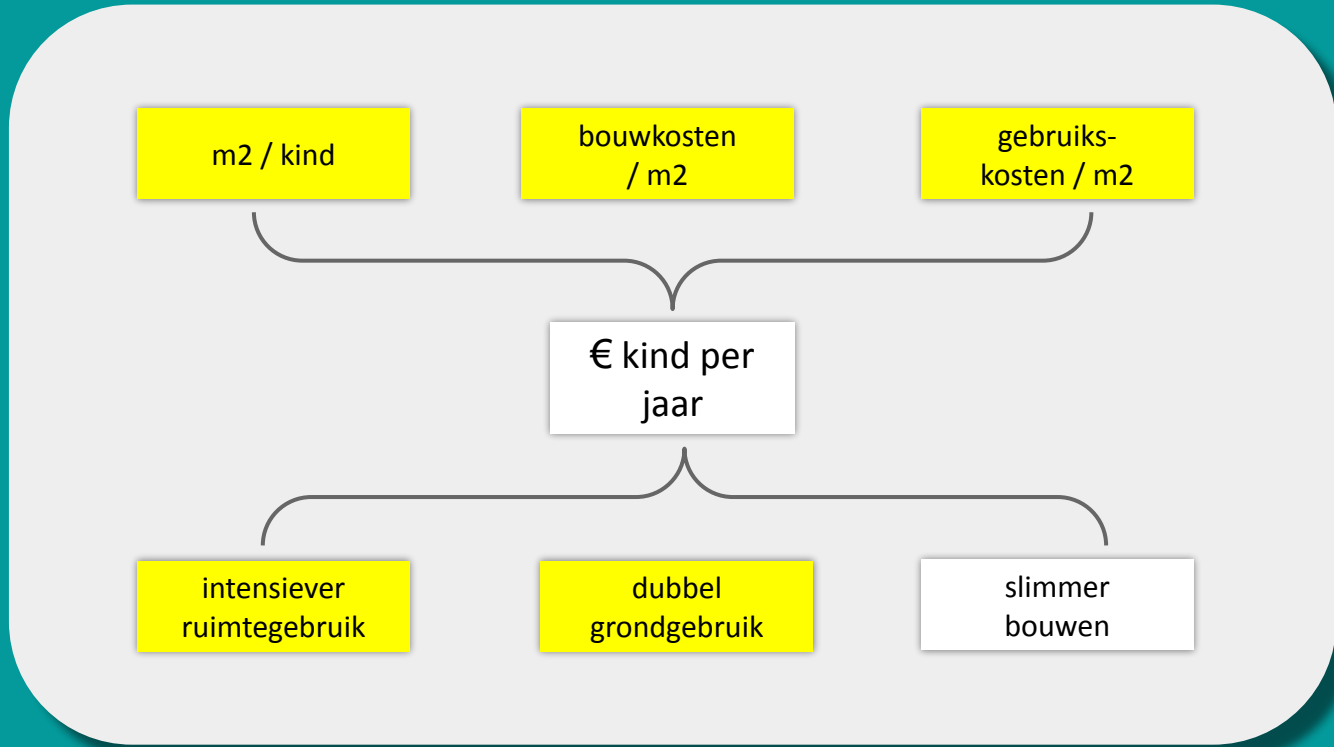 m2 / kind
bouwkosten
/ m2
gebruiks-
kosten / m2
€ kind per
jaar
intensiever
ruimtegebruik
dubbel
grondgebruik
slimmer
bouwen